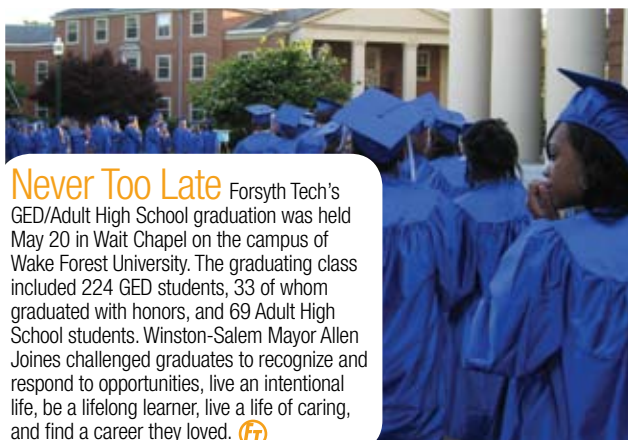 Never Too Late Forsyth Tech's
GED/Adult High School graduation was held
May 20 in Wait Chapel on the campus of
Wake Forest University. The graduating class
included 224 GED students, 33 of whom
graduated with honors, and 69 Adult High
School students. Winston-Salem Mayor Allen
Joines challenged graduates to recognize and
respond to opportunities, live an intentional
life, be a lifelong learner, live a life of caring,
and find a career they loved. FT